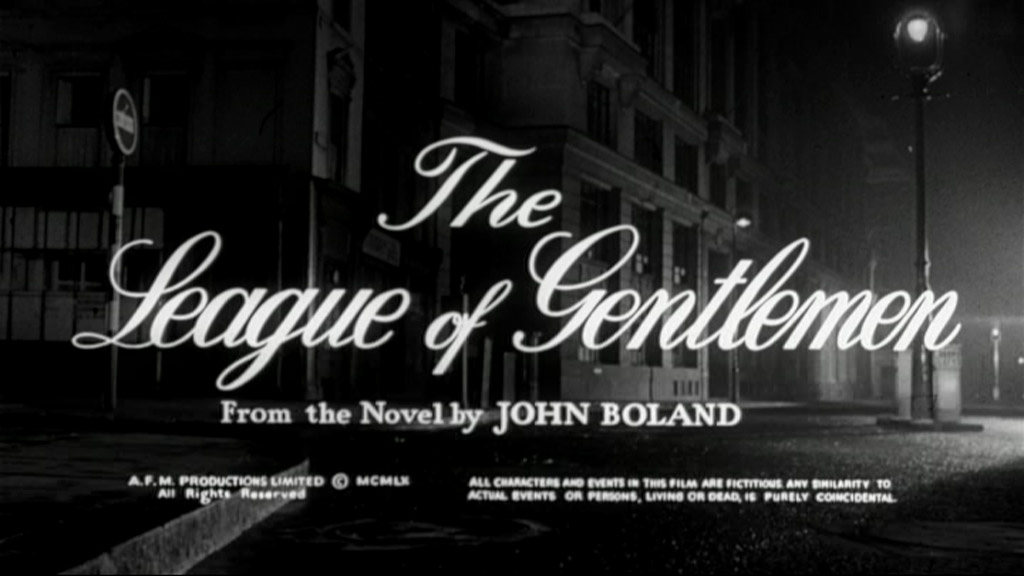 The
League of Gentlemen
From the Novel by JOHN BOLAND
A.F.M. PRODUCTIONS LIMITED © MCMLX
All Rights Reserved
ALL CHARACTERS AND EVENTS IN THIS FILM ARE FICTITIOUS. ANY SIMILARITY TO
ACTUAL EVENTS OR PERSONS, LIVING OR DEAD, IS PURELY COINCIDENTAL.